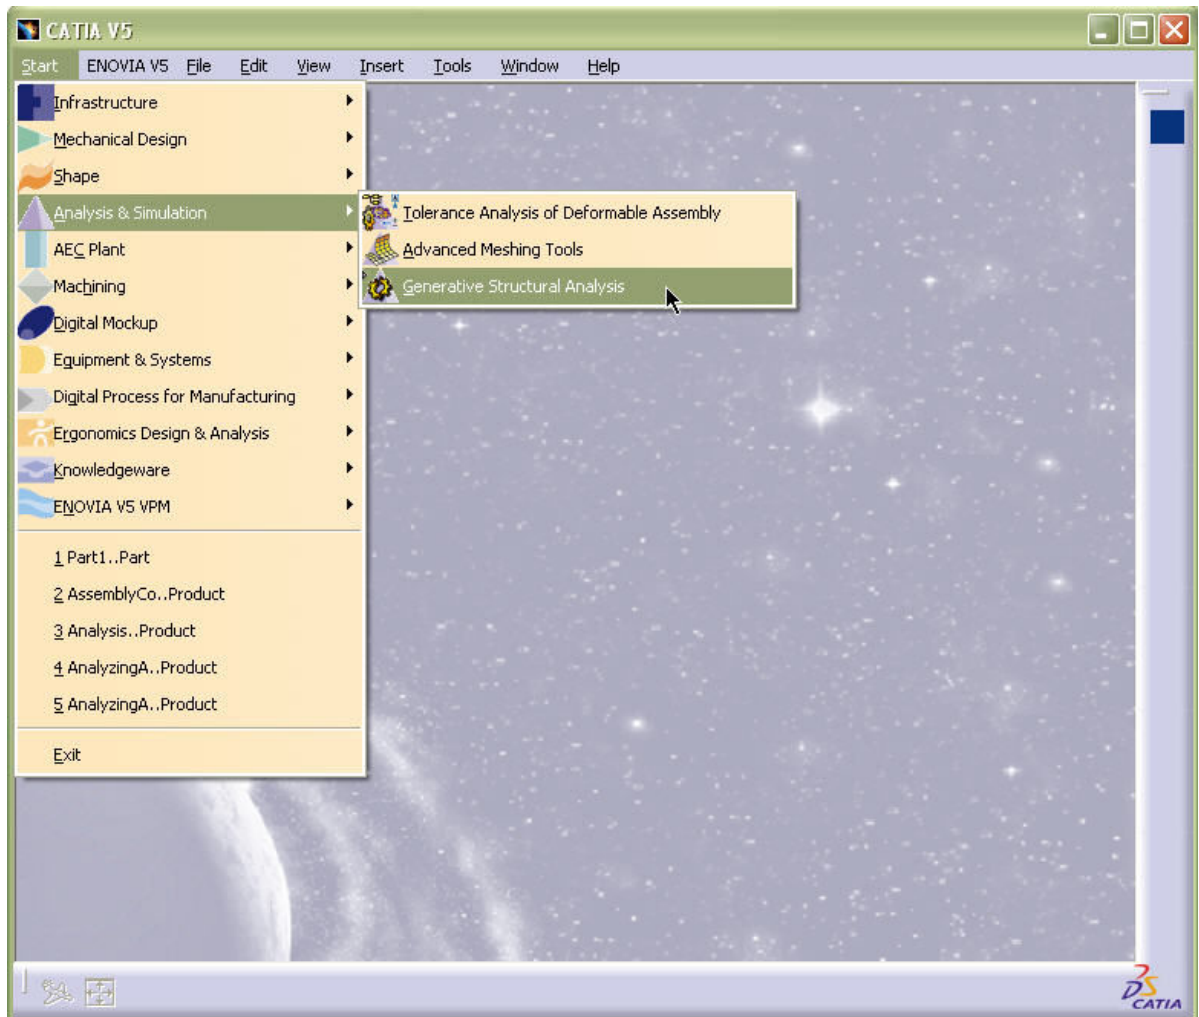 CATIA V5
Start ENOVIA V5 File Edit View Insert Tools Window Help
Infrastructure
Mechanical Design
Shape
Analysis & Simulation
Tolerance Analysis of Deformable Assembly
AEC Plant
Advanced Meshing Tools
Machining
Generative Structural Analysis
Digital Mockup
Equipment & Systems
Digital Process for Manufacturing
Ergonomics Design & Analysis
Knowledgeware
ENOVIA V5 VPM
1 Part1..Part
2 AssemblyCo..Product
3 Analysis..Product
4 AnalyzingA..Product
5 AnalyzingA..Product
Exit
DS
CATIA